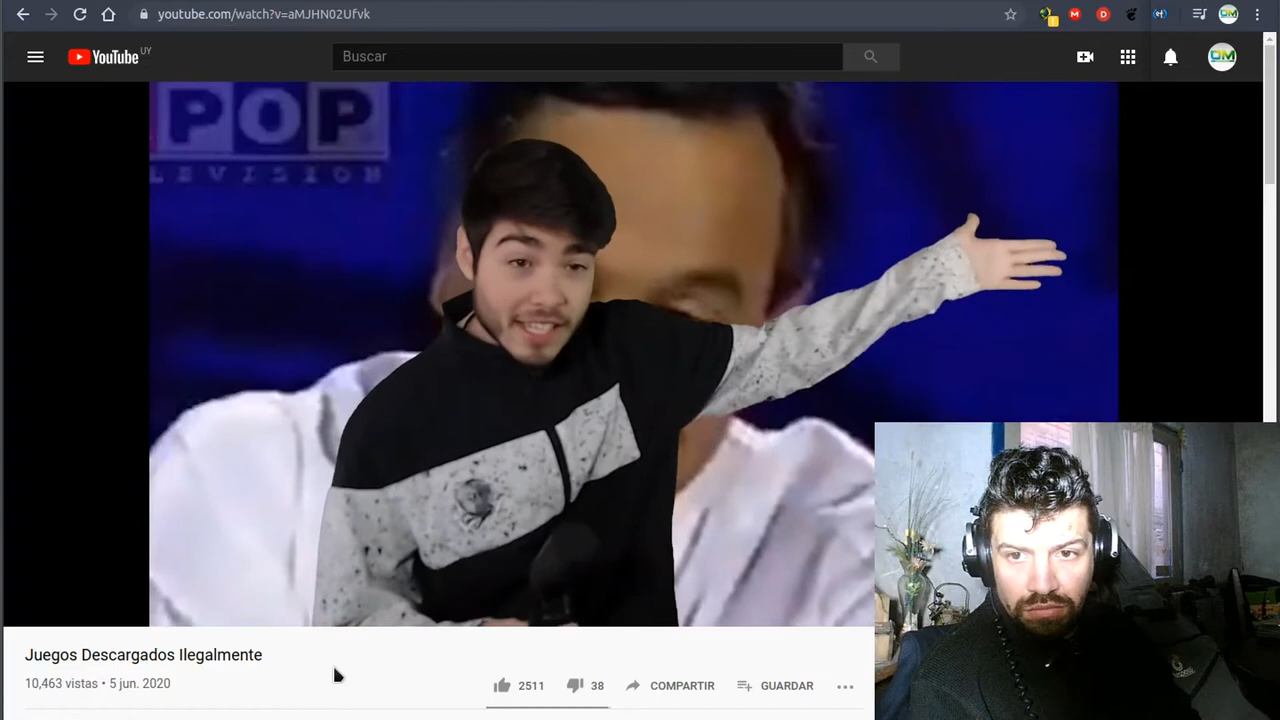 youtube.com/watch?v=aMJHN02Ufvk
YouTube UY
Buscar
POP
LEVISION
Juegos Descargados Ilegalmente
10,463 vistas • 5 jun. 2020
2511
38
COMPARTIR
GUARDAR